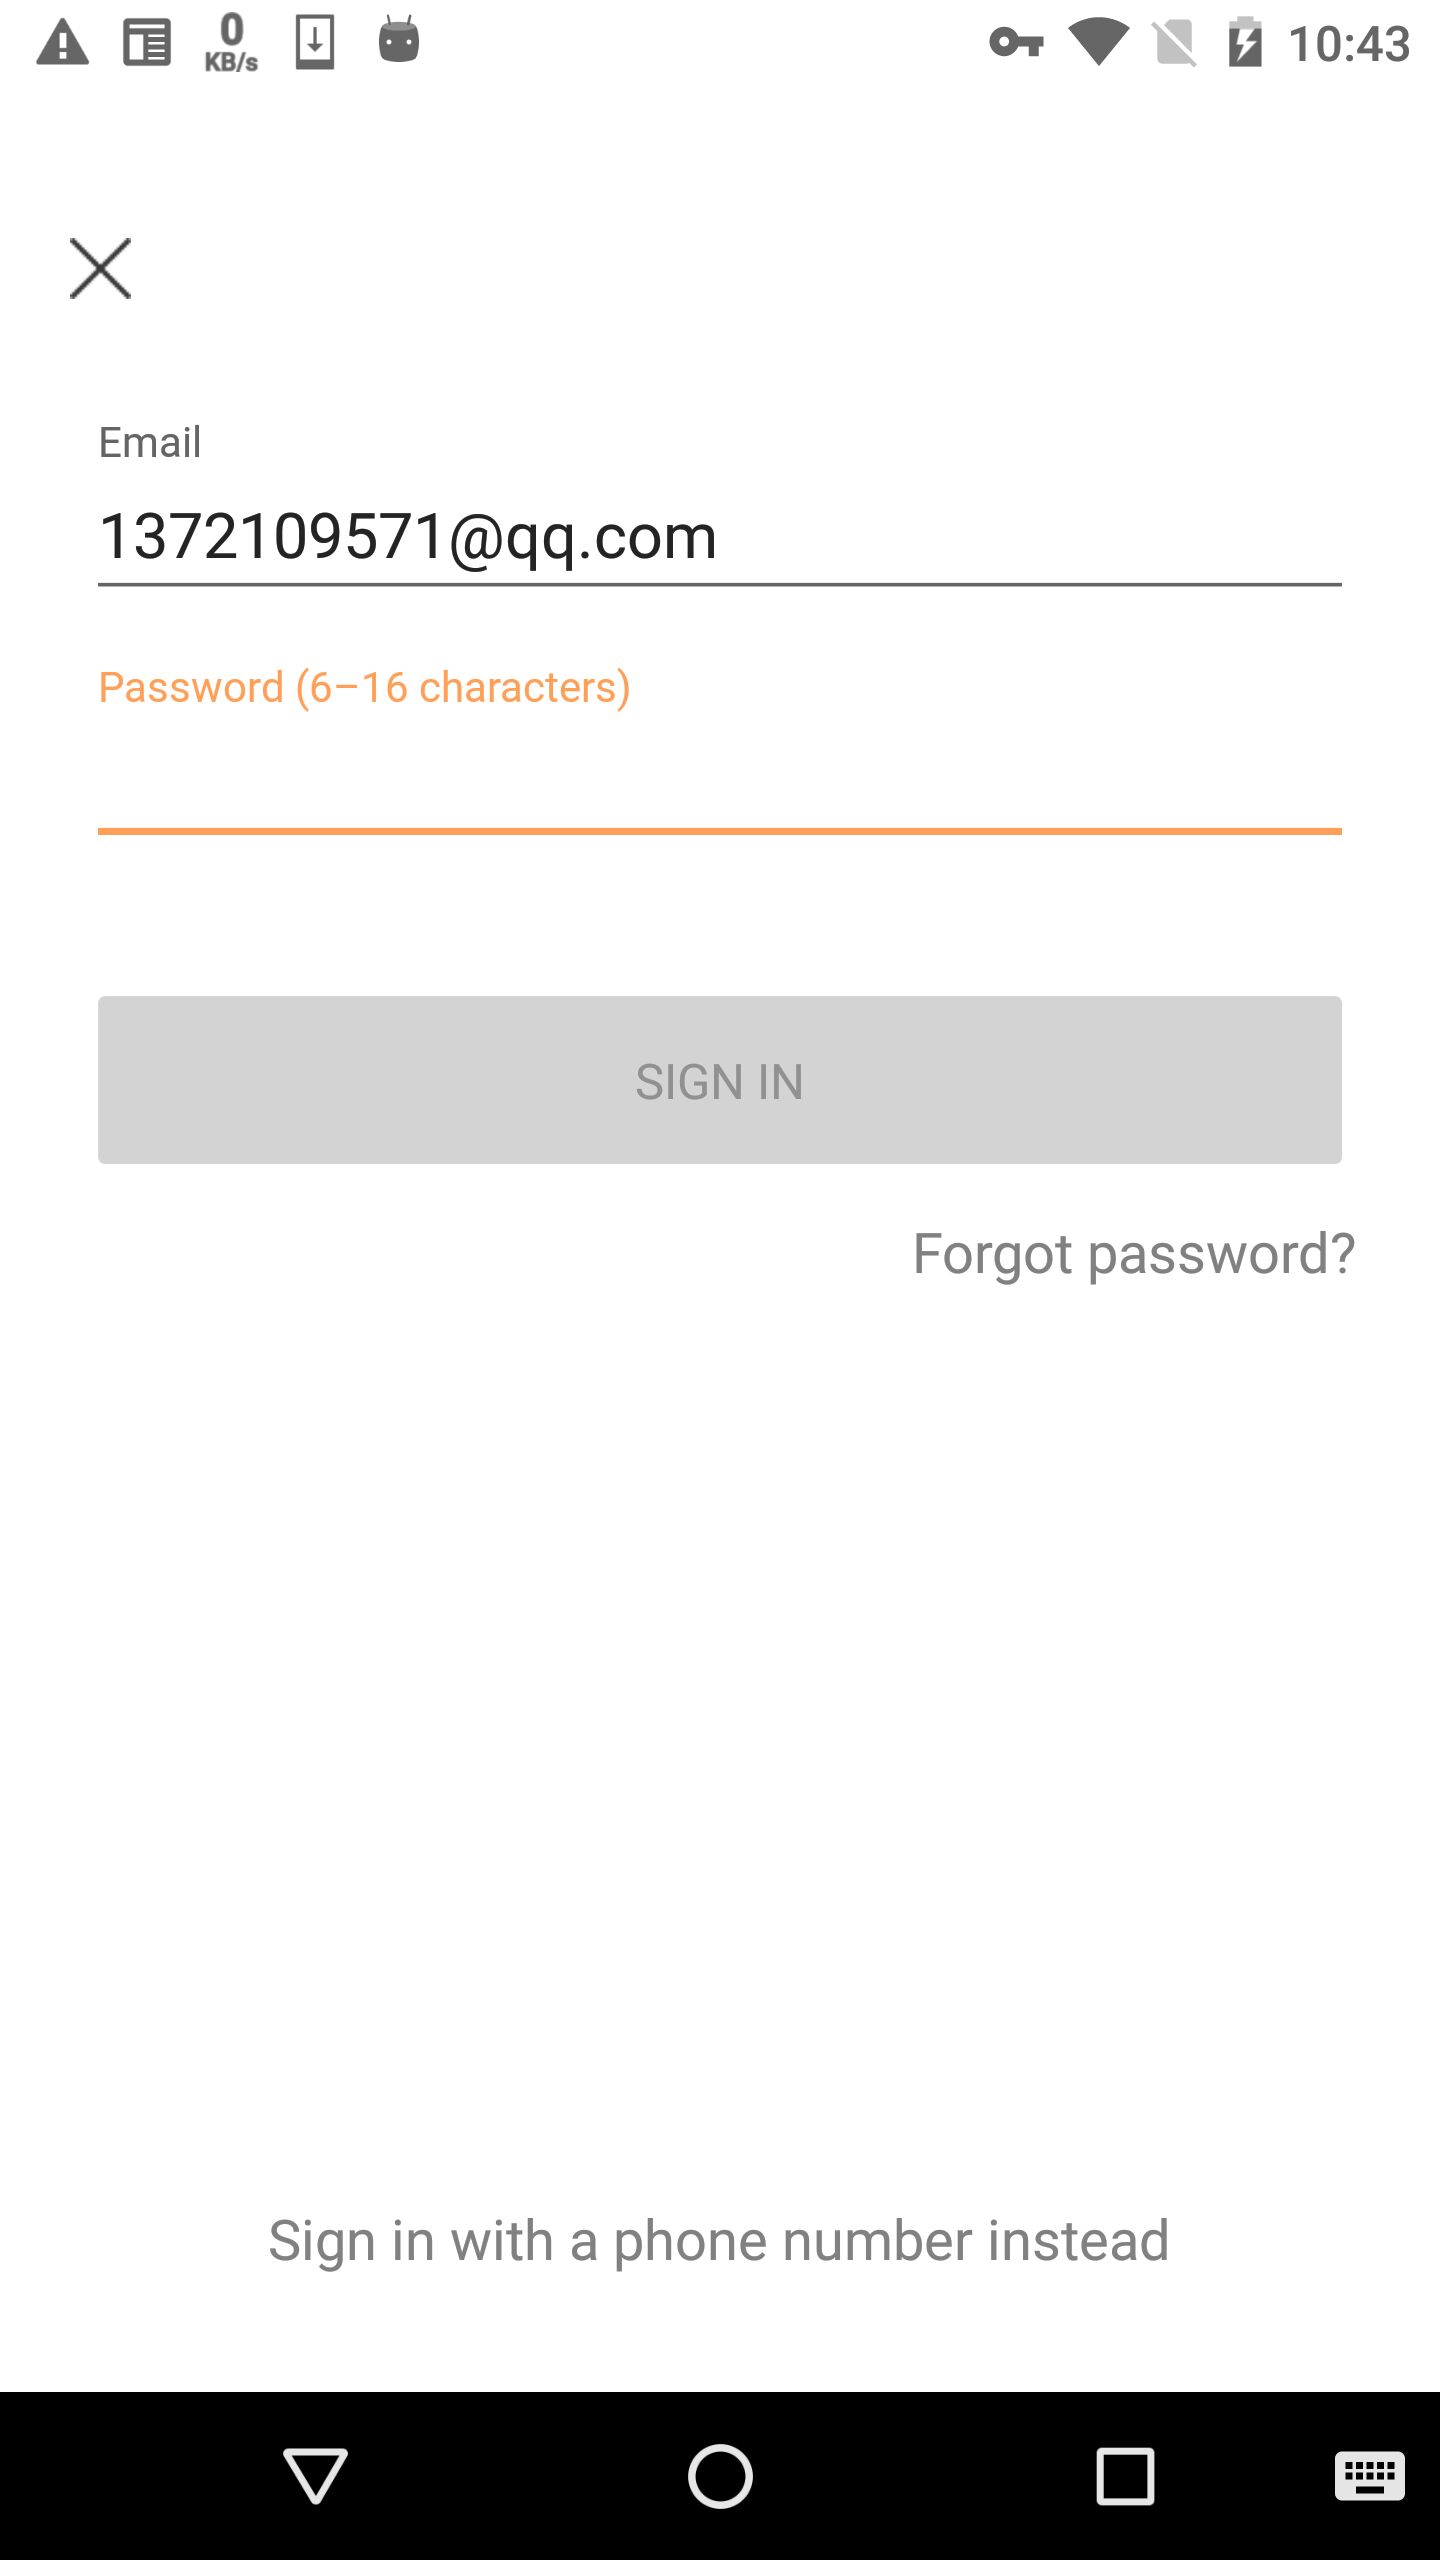 0
KB/s
10:43
Email
1372109571@qq.com
Password (6–16 characters)
SIGN IN
Forgot password?
Sign in with a phone number instead